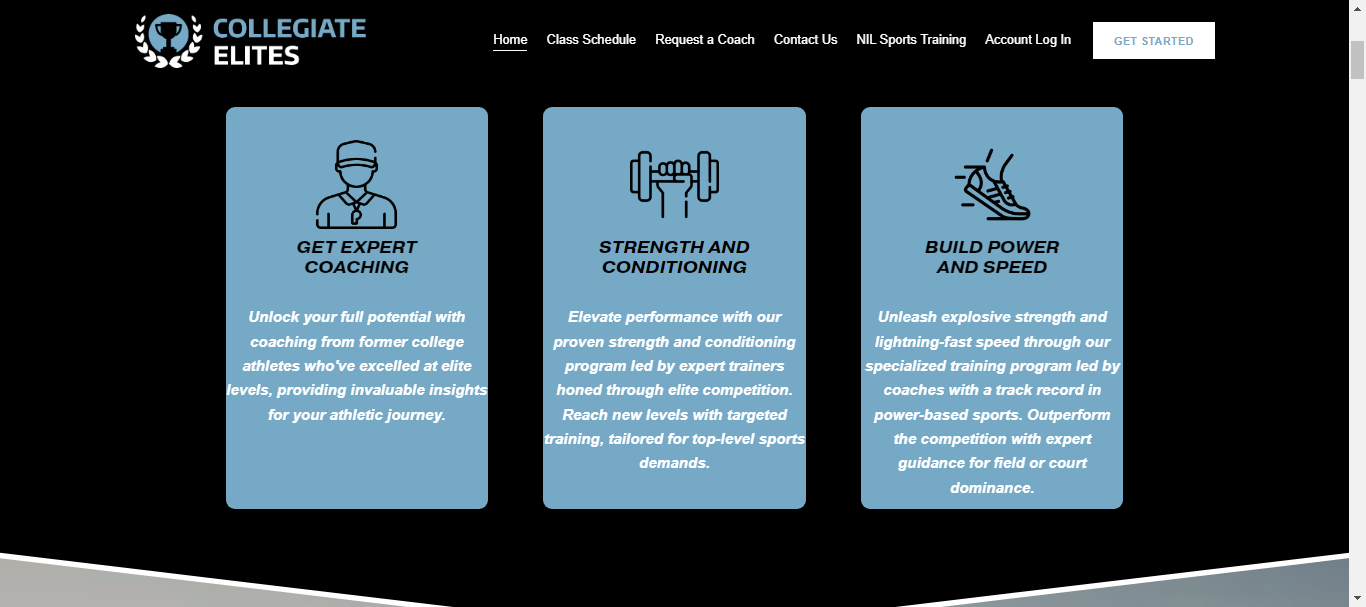 COLLEGIATE
ELITES
Home Class Schedule Request a Coach Contact Us NIL Sports Training Account Log In GET STARTED
GET EXPERT
COACHING
Unlock your full potential with
coaching from former college
athletes who've excelled at elite
levels, providing invaluable insights
for your athletic journey.
STRENGTH AND
CONDITIONING
Elevate performance with our
proven strength and conditioning
program led by expert trainers
honed through elite competition.
Reach new levels with targeted
training, tailored for top-level sports
demands.
BUILD POWER
AND SPEED
Unleash explosive strength and
lightning-fast speed through our
specialized training program led by
coaches with a track record in
power-based sports. Outperform
the competition with expert
guidance for field or court
dominance.